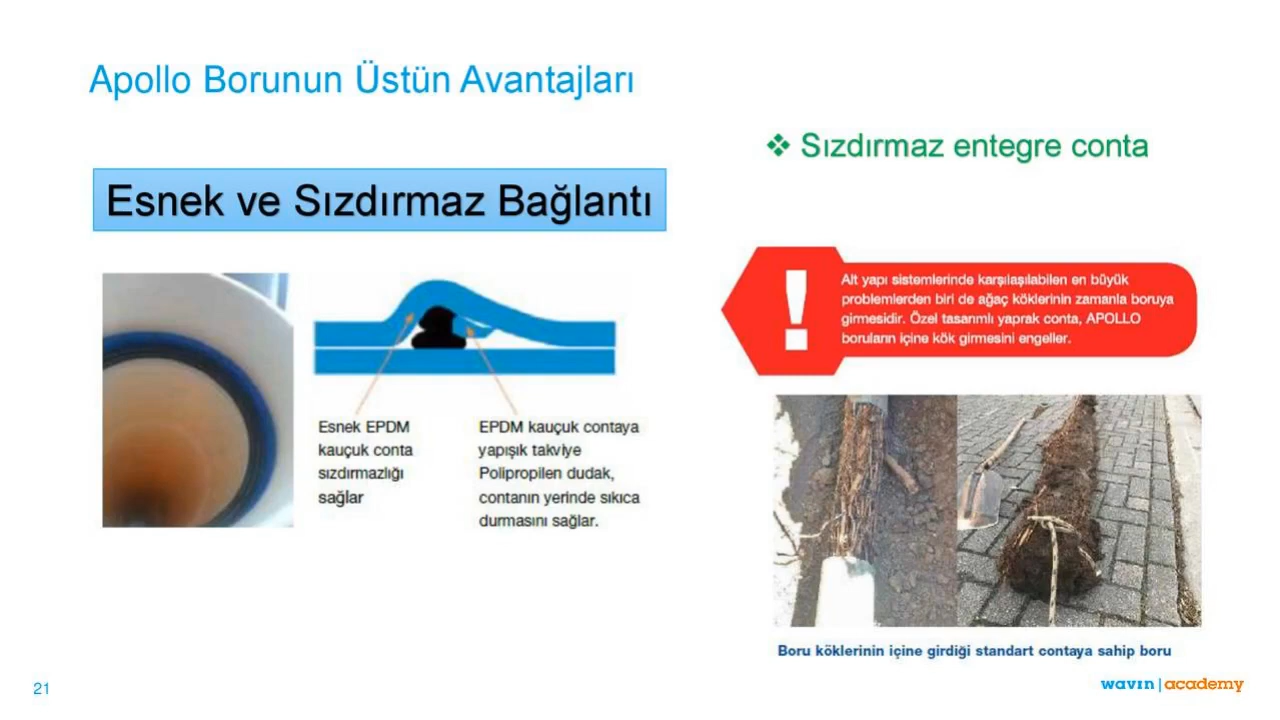 Apollo Borunun Üstün Avantajları
❖ Sızdırmaz entegre conta
Esnek ve Sızdırmaz Bağlantı
Esnek EPDM
kauçuk conta
sızdırmazlığı
sağlar
EPDM kauçuk contaya
yapışık takviye
Polipropilen dudak,
contanın yerinde sıkıca
durmasını sağlar.
!
Alt yapı sistemlerinde karşılaşılabilen en büyük
problemlerden biri de ağaç köklerinin zamanla boruya
girmesidir. Özel tasarımlı yaprak conta, APOLLO
boruların içine kök girmesini engeller.
Boru köklerinin içine girdiği standart contaya sahip boru
21
wavin | academy